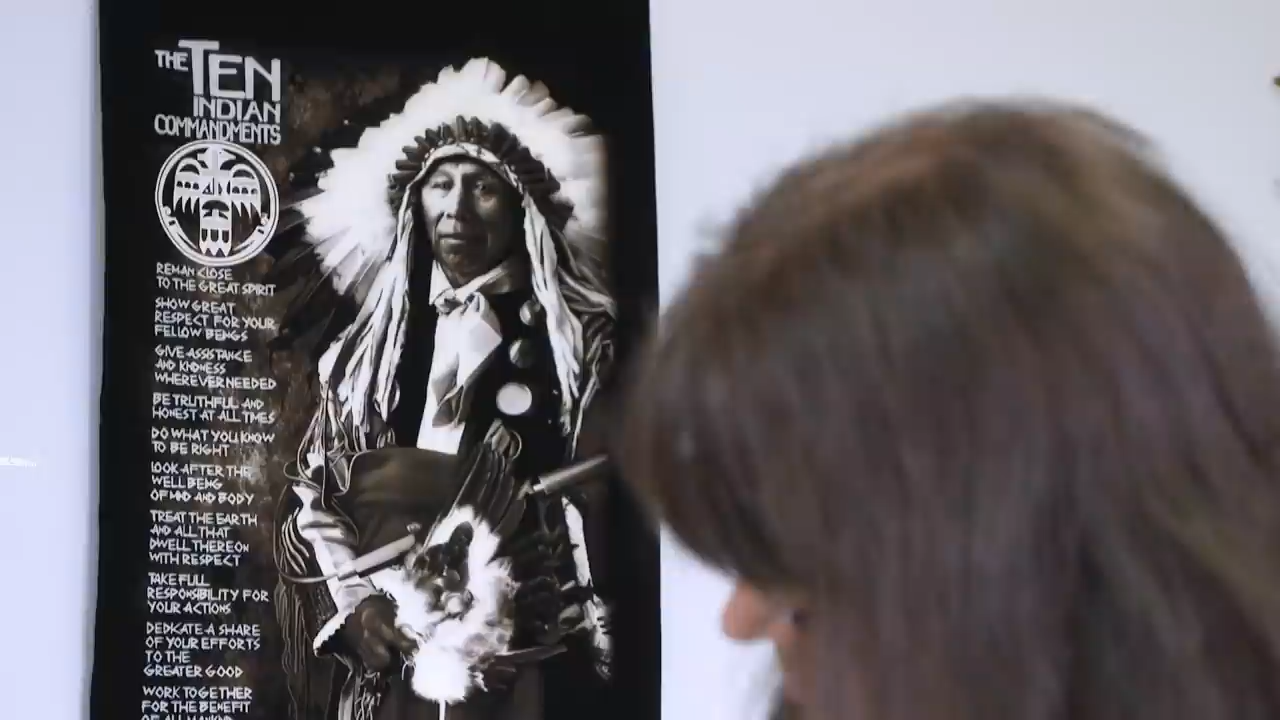 THE TEN
INDIAN
COMMANDMENTS
REMAIN CLOSE
TO THE GREAT SPIRIT
SHOW GREAT
RESPECT FOR YOUR
FELLOW BEINGS
GIVE ASSISTANCE
AND KINDNESS
WHEREVER NEEDED
BE TRUTHFUL AND
HONEST AT ALL TIMES
DO WHAT YOU KNOW
TO BE RIGHT
LOOK AFTER THE
WELL BEING
OF MIND AND BODY
TREAT THE EARTH
AND ALL THAT
DWELL THEREON
WITH RESPECT
TAKE FULL
RESPONSIBILITY FOR
YOUR ACTIONS
DEDICATE A SHARE
OF YOUR EFFORTS
TO THE
GREATER GOOD
WORK TOGETHER
FOR THE BENEFIT
OF ALL MANKIND